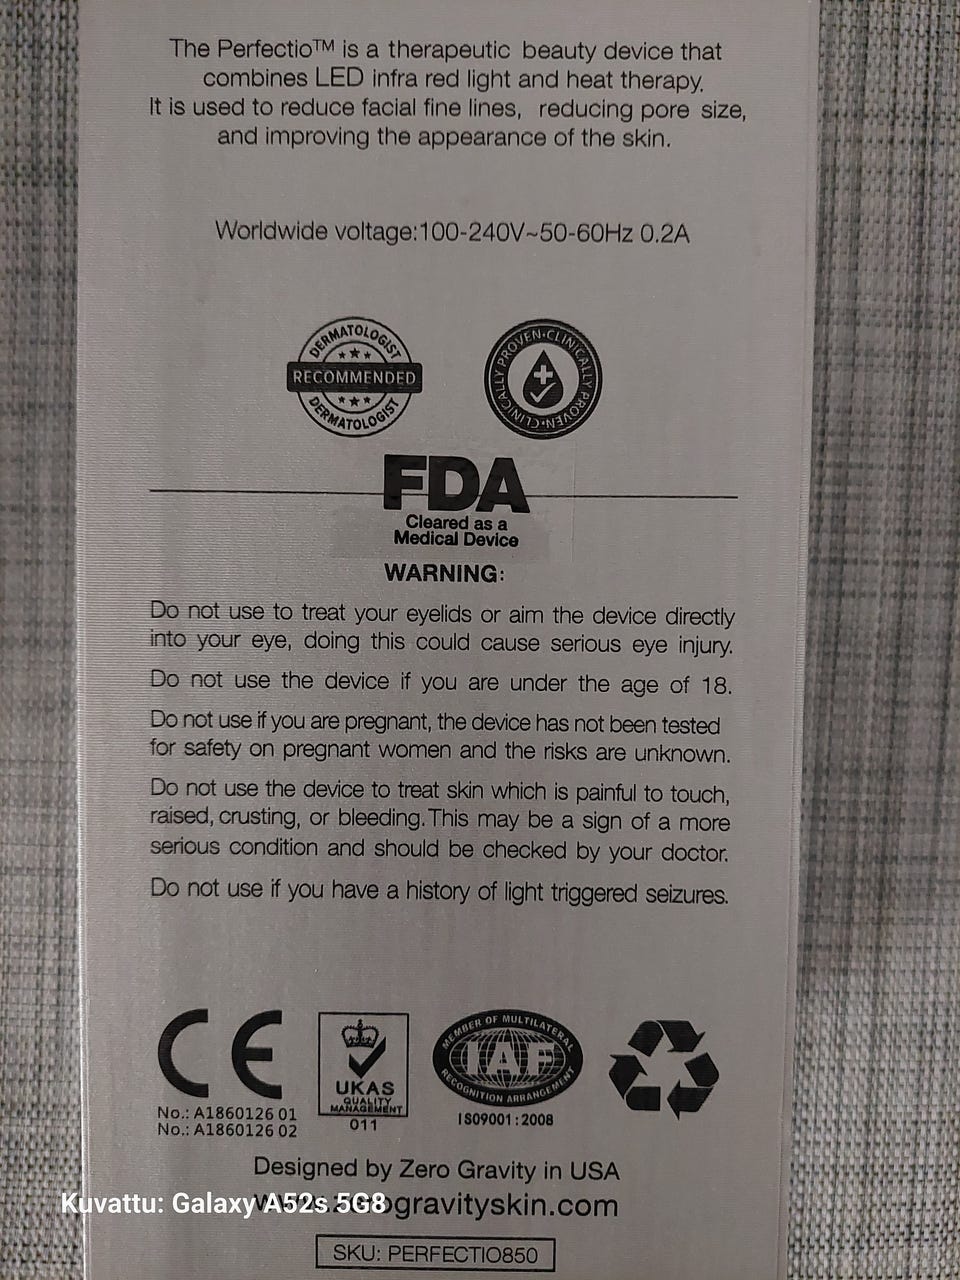 The Perfectio™ is a therapeutic beauty device that
combines LED infra red light and heat therapy.
It is used to reduce facial fine lines, reducing pore size,
and improving the appearance of the skin.
Worldwide voltage:100-240V~50-60Hz 0.2A
DERMATOLOGIST
RECOMMENDED
DERMATOLOGIST
CLINICALLY PROVEN•CLINICALLY PROVEN•
FDA
Cleared as a
Medical Device
WARNING:
Do not use to treat your eyelids or aim the device directly
into your eye, doing this could cause serious eye injury.
Do not use the device if you are under the age of 18.
Do not use if you are pregnant, the device has not been tested
for safety on pregnant women and the risks are unknown.
Do not use the device to treat skin which is painful to touch,
raised, crusting, or bleeding. This may be a sign of a more
serious condition and should be checked by your doctor.
Do not use if you have a history of light triggered seizures.
CE
No.: A1860126 01
No.: A1860126 02
UKAS
QUALITY
MANAGEMENT
011
MEMBER OF MULTILATERAL
IAF
RECOGNITION ARRANGEMENT
ISO9001:2008
Designed by Zero Gravity in USA
www.zerogravityskin.com
Kuvattu: Galaxy A52s 5G8
SKU: PERFECTIO850